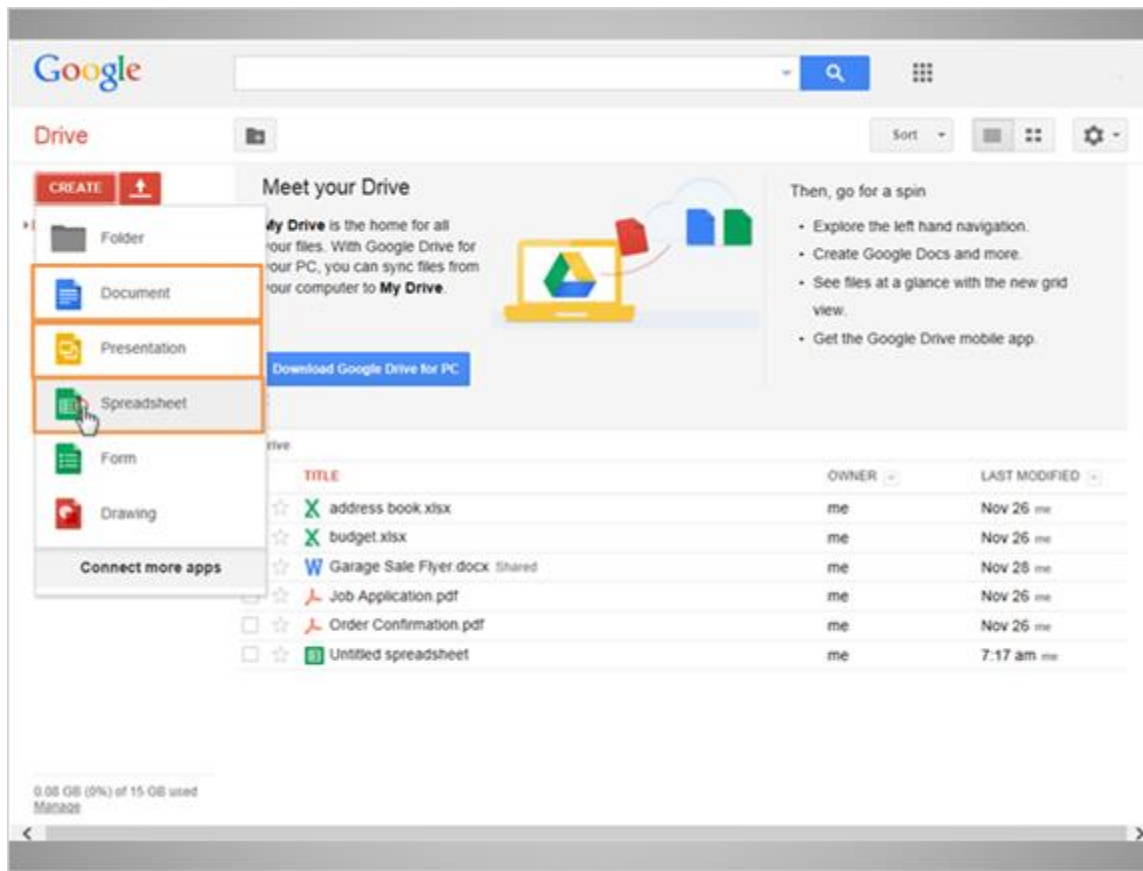 Google
Drive
Sort
CREATE
Folder
Document
Presentation
Spreadsheet
Form
Drawing
Connect more apps
Meet your Drive
My Drive is the home for all
your files. With Google Drive for
your PC, you can sync files from
your computer to My Drive.
Download Google Drive for PC
Then, go for a spin
Explore the left hand navigation.
Create Google Docs and more.
See files at a glance with the new grid
view.
Get the Google Drive mobile app.
TITLE OWNER LAST MODIFIED
address book.xlsx me Nov 26 me
budget.xlsx me Nov 26 me
Garage Sale Flyer.docx Shared me Nov 28 me
Job Application.pdf me Nov 26 me
Order Confirmation.pdf me Nov 26 me
Untitled spreadsheet me 7:17 am me
0.08 GB (0%) of 15 GB used
Manage